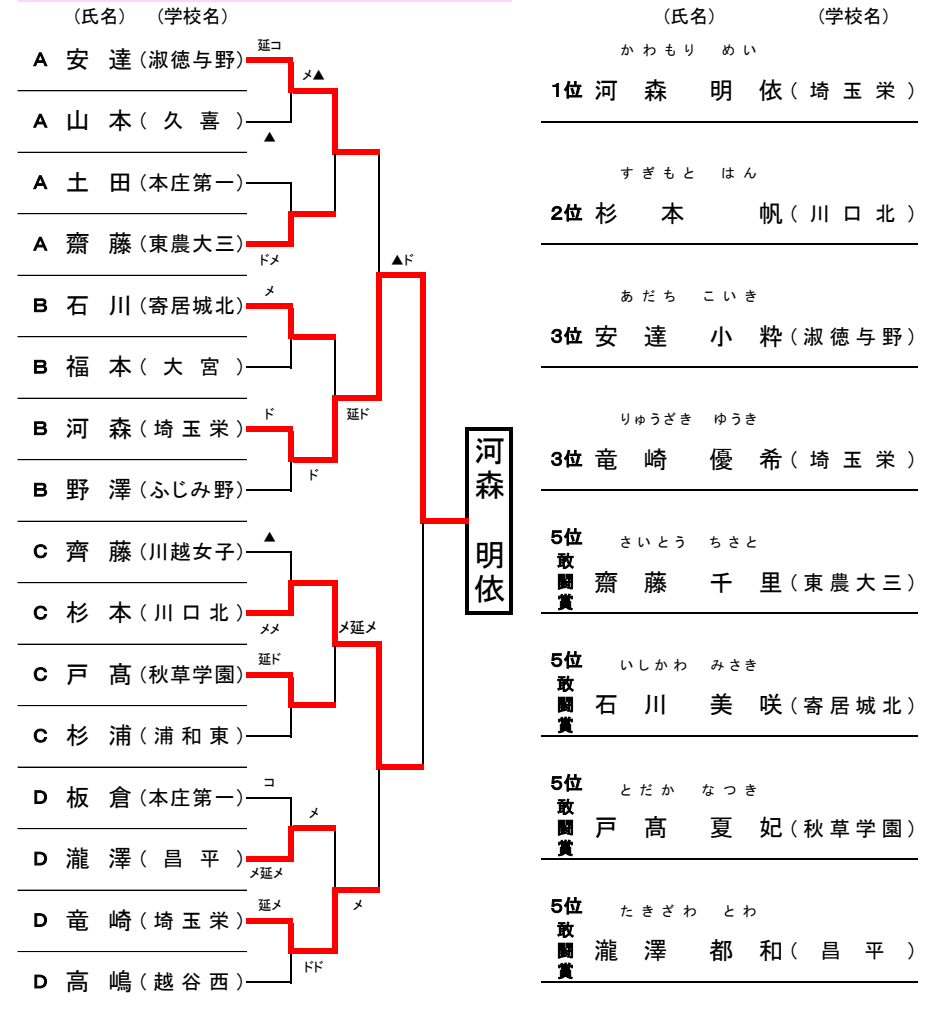 （氏名）　（学校名）
延コ
A 安達（淑徳与野）
メ▲
A 山本（久喜）
▲
A 土田（本庄第一）
A 齋藤（東農大三）
ドメ
▲ド
メ
B 石川（寄居城北）
B 福本（大宮）
ド
延ド
B 河森（埼玉栄）
ド
B 野澤（ふじみ野）
河森　明依
▲
C 齊藤（川越女子）
C 杉本（川口北）
メメ
メ延メ
延ド
C 戸髙（秋草学園）
C 杉浦（浦和東）
コ
D 板倉（本庄第一）
メ
D 瀧澤（昌平）
メ延メ
延メ
メ
D 竜崎（埼玉栄）
ドド
D 高嶋（越谷西）
（氏名）　（学校名）
かわもり　めい
1位 河森　明依（埼玉栄）
すぎもと　はん
2位 杉本　帆（川口北）
あだち　こいき
3位 安達　小粋（淑徳与野）
りゅうざき　ゆうき
3位 竜崎　優希（埼玉栄）
さいとう　ちさと
5位敢闘賞 齋藤　千里（東農大三）
いしかわ　みさき
5位敢闘賞 石川　美咲（寄居城北）
とだか　なつき
5位敢闘賞 戸髙　夏妃（秋草学園）
たきざわ　とわ
5位敢闘賞 瀧澤　都和（昌平）